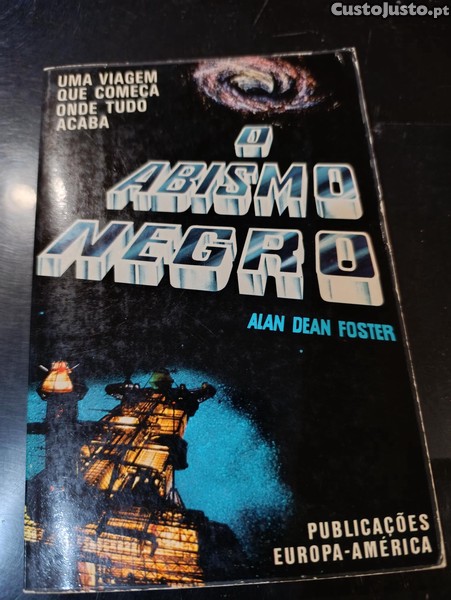 CustoJusto.pt
UMA VIAGEM
QUE COMEÇA
ONDE TUDO
ACABA
O
ABISMO
NEGRO
ALAN DEAN FOSTER
PUBLICAÇÕES
EUROPA-AMÉRICA